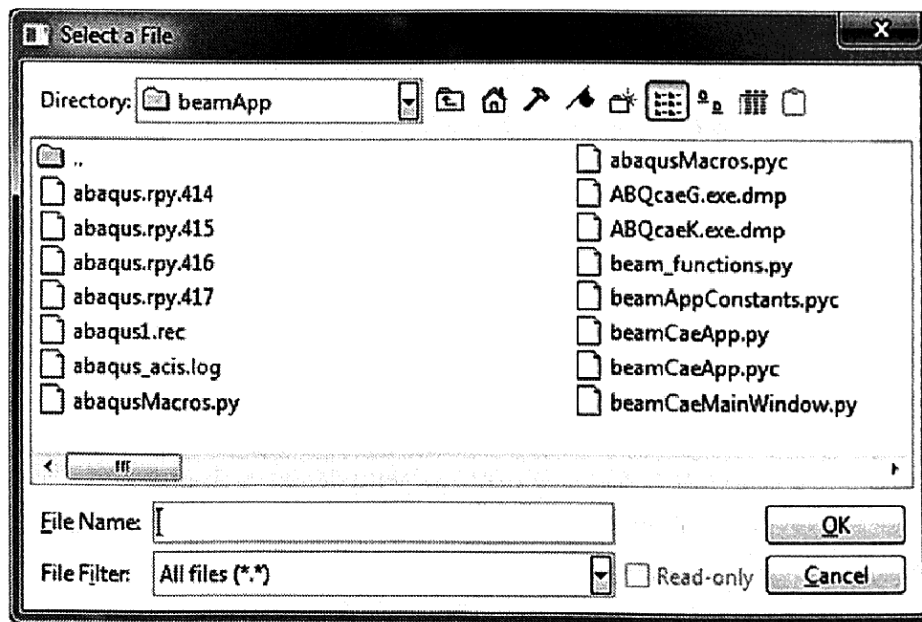 Select a File
Directory: beamApp
..
abaqus.rpy.414
abaqus.rpy.415
abaqus.rpy.416
abaqus.rpy.417
abaqus1.rec
abaqus_acis.log
abaqusMacros.py
abaqusMacros.pyc
ABQcaeG.exe.dmp
ABQcaeK.exe.dmp
beam_functions.py
beamAppConstants.pyc
beamCaeApp.py
beamCaeApp.pyc
beamCaeMainWindow.py
File Name: OK
File Filter: All files (*.*) Read-only Cancel